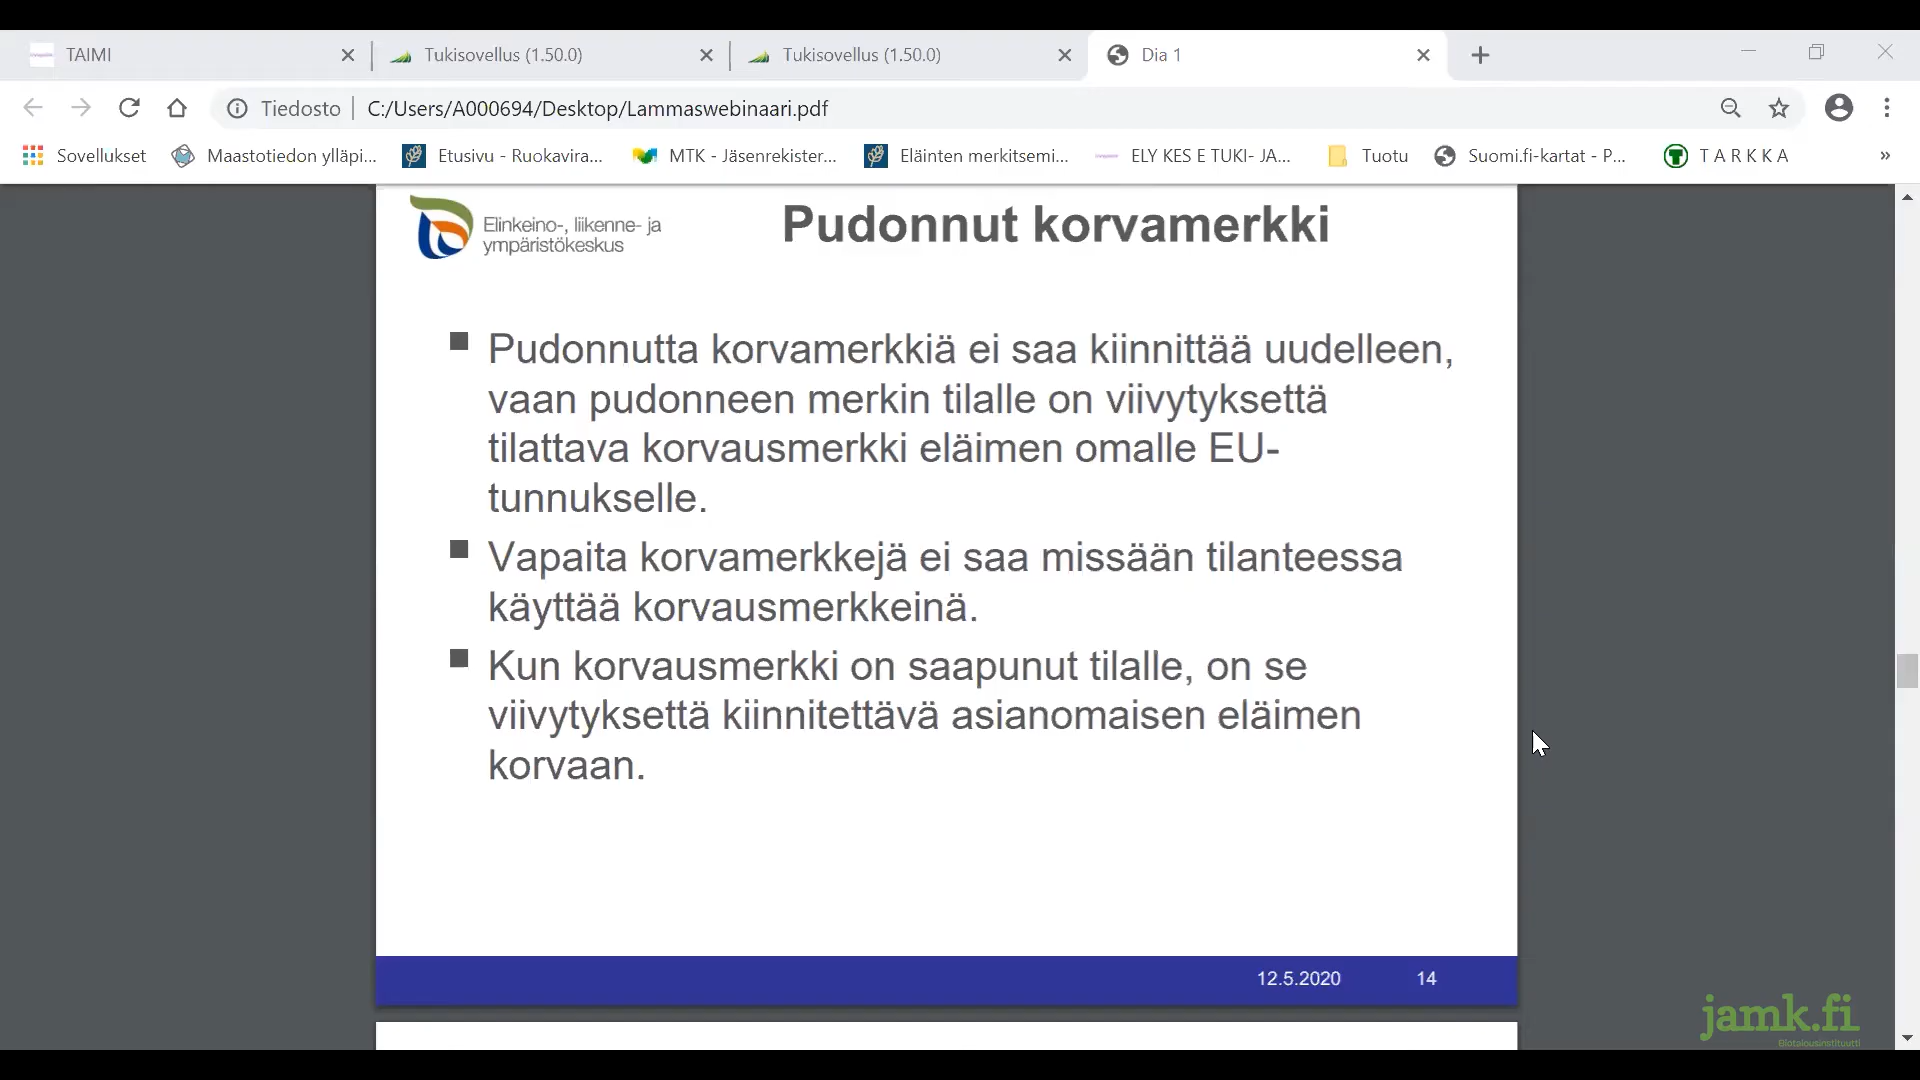 TAIMI
Tukisovellus (1.50.0)
Tukisovellus (1.50.0)
Dia 1
Tiedosto
C:/Users/A000694/Desktop/Lammaswebinaari.pdf
Sovellukset
Maastotiedon ylläpi...
Etusivu - Ruokavira...
MTK - Jäsenrekister...
Eläinten merkitsemi...
ELY KES E TUKI- JA...
Tuotu
Suomi.fi-kartat - P...
T A R K K A
»
Elinkeino-, liikenne- ja
ympäristökeskus
Pudonnut korvamerkki
Pudonnutta korvamerkkiä ei saa kiinnittää uudelleen,
vaan pudonneen merkin tilalle on viivytyksettä
tilattava korvausmerkki eläimen omalle EU-
tunnukselle.
Vapaita korvamerkkejä ei saa missään tilanteessa
käyttää korvausmerkkeinä.
Kun korvausmerkki on saapunut tilalle, on se
viivytyksettä kiinnitettävä asianomaisen eläimen
korvaan.
12.5.2020
14
jamk.fi
Biotalousinstituutti